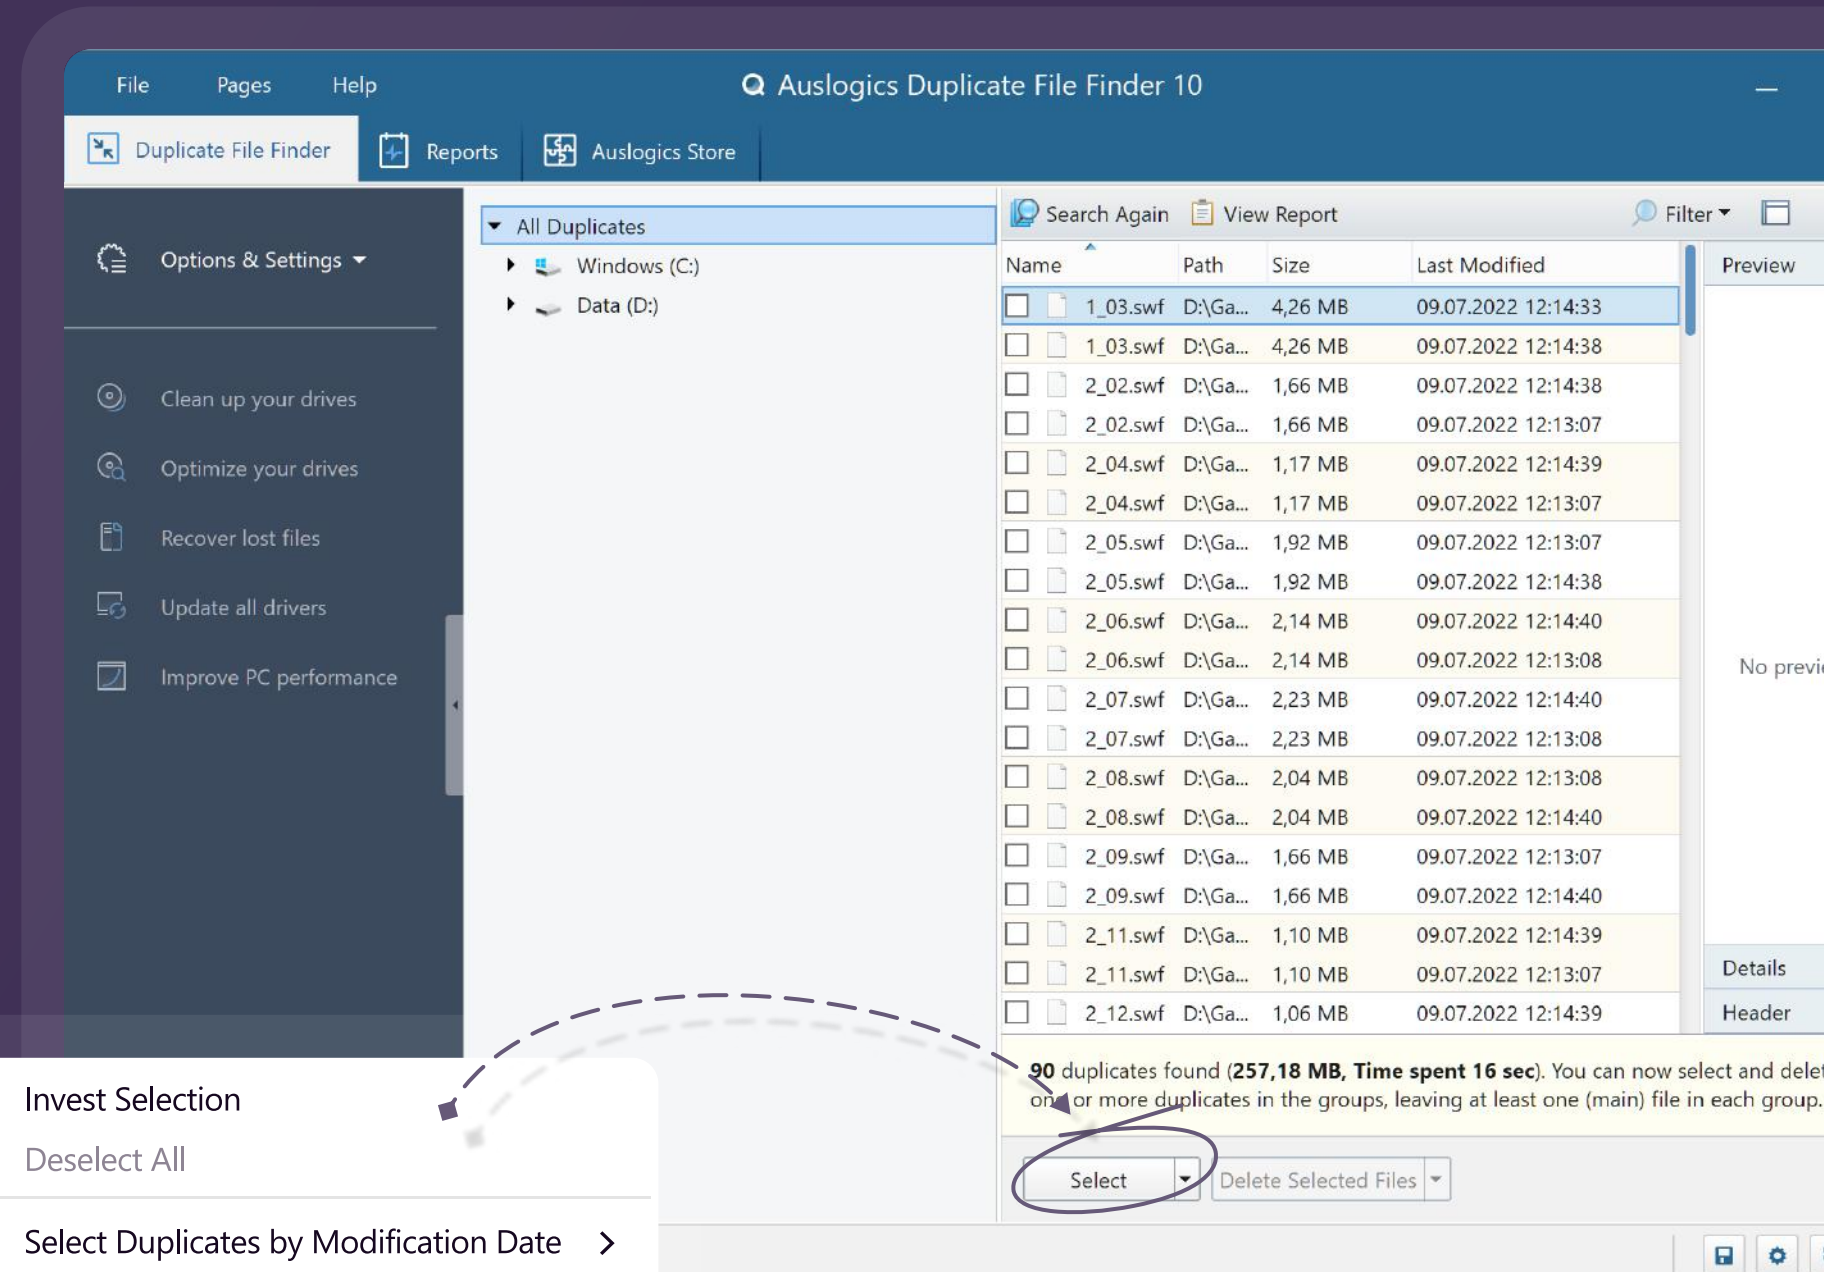 File Pages Help Auslogics Duplicate File Finder 10
Duplicate File Finder Reports Auslogics Store
Options & Settings
Clean up your drives
Optimize your drives
Recover lost files
Update all drivers
Improve PC performance
All Duplicates
Windows (C:)
Data (D:)
Search Again View Report Filter
Name Path Size Last Modified Preview
1_03.swf D:\Ga... 4,26 MB 09.07.2022 12:14:33
1_03.swf D:\Ga... 4,26 MB 09.07.2022 12:14:38
2_02.swf D:\Ga... 1,66 MB 09.07.2022 12:14:38
2_02.swf D:\Ga... 1,66 MB 09.07.2022 12:13:07
2_04.swf D:\Ga... 1,17 MB 09.07.2022 12:14:39
2_04.swf D:\Ga... 1,17 MB 09.07.2022 12:13:07
2_05.swf D:\Ga... 1,92 MB 09.07.2022 12:13:07
2_05.swf D:\Ga... 1,92 MB 09.07.2022 12:14:38
2_06.swf D:\Ga... 2,14 MB 09.07.2022 12:14:40
2_06.swf D:\Ga... 2,14 MB 09.07.2022 12:13:08
2_07.swf D:\Ga... 2,23 MB 09.07.2022 12:14:40
2_07.swf D:\Ga... 2,23 MB 09.07.2022 12:13:08
2_08.swf D:\Ga... 2,04 MB 09.07.2022 12:13:08
2_08.swf D:\Ga... 2,04 MB 09.07.2022 12:14:40
2_09.swf D:\Ga... 1,66 MB 09.07.2022 12:13:07
2_09.swf D:\Ga... 1,66 MB 09.07.2022 12:14:40
2_11.swf D:\Ga... 1,10 MB 09.07.2022 12:14:39
2_11.swf D:\Ga... 1,10 MB 09.07.2022 12:13:07
2_12.swf D:\Ga... 1,06 MB 09.07.2022 12:14:39
No previ
Details
Header
90 duplicates found (257,18 MB, Time spent 16 sec). You can now select and delet
one or more duplicates in the groups, leaving at least one (main) file in each group.
Select Delete Selected Files
Invest Selection
Deselect All
Select Duplicates by Modification Date